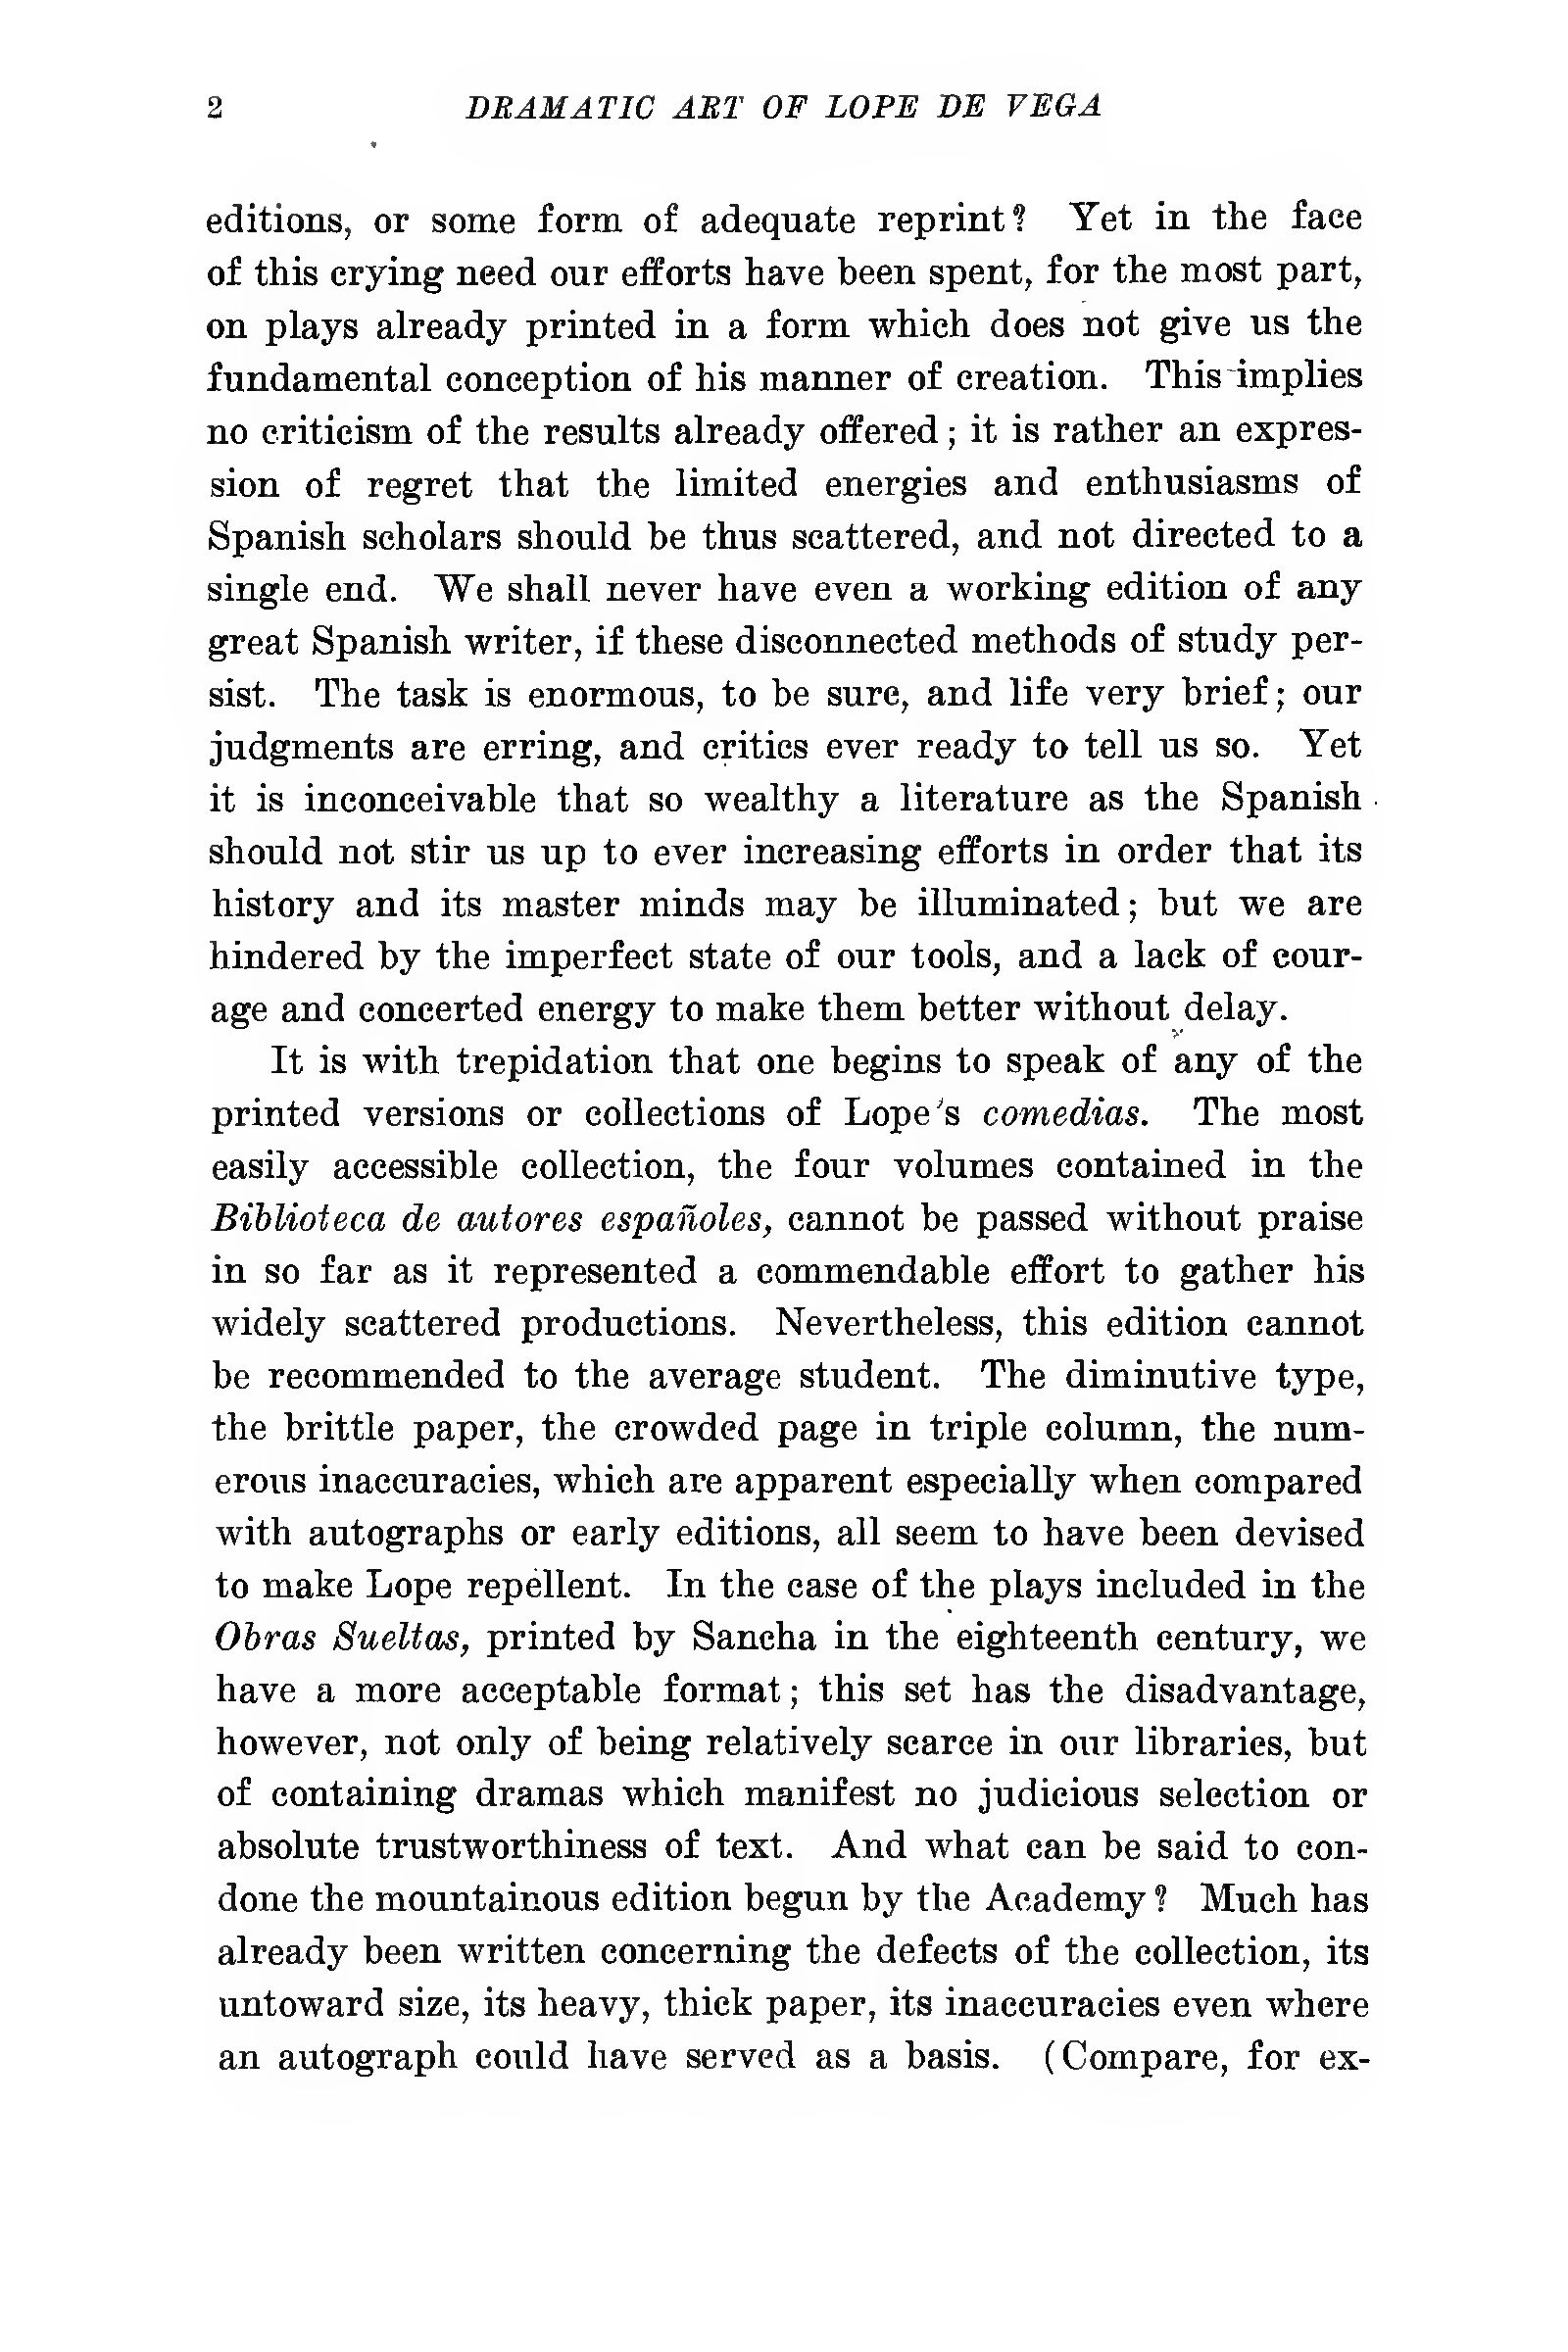 2 DRAMATIC ART OF LOPE DE VEGA
editions, or some form of adequate reprint? Yet in the face
of this crying need our efforts have been spent, for the most part,
on plays already printed in a form which does not give us the
fundamental conception of his manner of creation. This implies
no criticism of the results already offered; it is rather an expres-
sion of regret that the limited energies and enthusiasms of
Spanish scholars should be thus scattered, and not directed to a
single end. We shall never have even a working edition of any
great Spanish writer, if these disconnected methods of study per-
sist. The task is enormous, to be sure, and life very brief; our
judgments are erring, and critics ever ready to tell us so. Yet
it is inconceivable that so wealthy a literature as the Spanish
should not stir us up to ever increasing efforts in order that its
history and its master minds may be illuminated; but we are
hindered by the imperfect state of our tools, and a lack of cour-
age and concerted energy to make them better without delay.
It is with trepidation that one begins to speak of any of the
printed versions or collections of Lope's comedias. The most
easily accessible collection, the four volumes contained in the
Biblioteca de autores españoles, cannot be passed without praise
in so far as it represented a commendable effort to gather his
widely scattered productions. Nevertheless, this edition cannot
be recommended to the average student. The diminutive type,
the brittle paper, the crowded page in triple column, the num-
erous inaccuracies, which are apparent especially when compared
with autographs or early editions, all seem to have been devised
to make Lope repellent. In the case of the plays included in the
Obras Sueltas, printed by Sancha in the eighteenth century, we
have a more acceptable format; this set has the disadvantage,
however, not only of being relatively scarce in our libraries, but
of containing dramas which manifest no judicious selection or
absolute trustworthiness of text. And what can be said to con-
done the mountainous edition begun by the Academy? Much has
already been written concerning the defects of the collection, its
untoward size, its heavy, thick paper, its inaccuracies even where
an autograph could have served as a basis. (Compare, for ex-